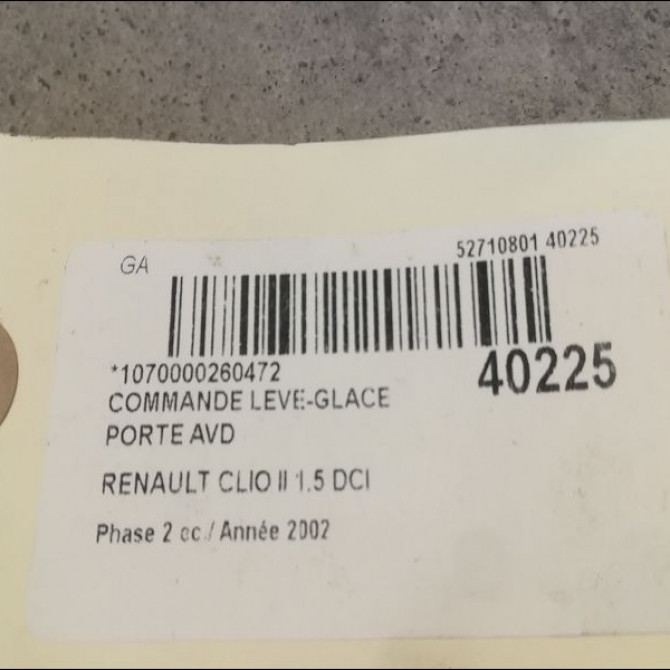 GA
52710801 40225
*1070000260472
40225
COMMANDE LEVE-GLACE
PORTE AVD
RENAULT CLIO II 1.5 DCI
Phase 2 cc / Année 2002